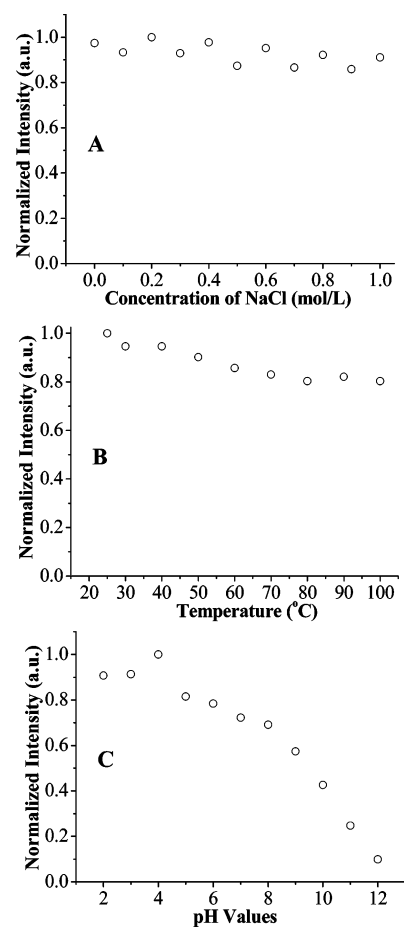 1.0
0.8
0.6
0.4
0.2
0.0
Normalized Intensity (a.u.)
A
0.0 0.2 0.4 0.6 0.8 1.0
Concentration of NaCl (mol/L)
1.0
0.8
0.6
0.4
0.2
0.0
Normalized Intensity (a.u.)
B
20 30 40 50 60 70 80 90 100
Temperature (°C)
1.0
0.8
0.6
0.4
0.2
0.0
Normalized Intensity (a.u.)
C
2 4 6 8 10 12
pH Values